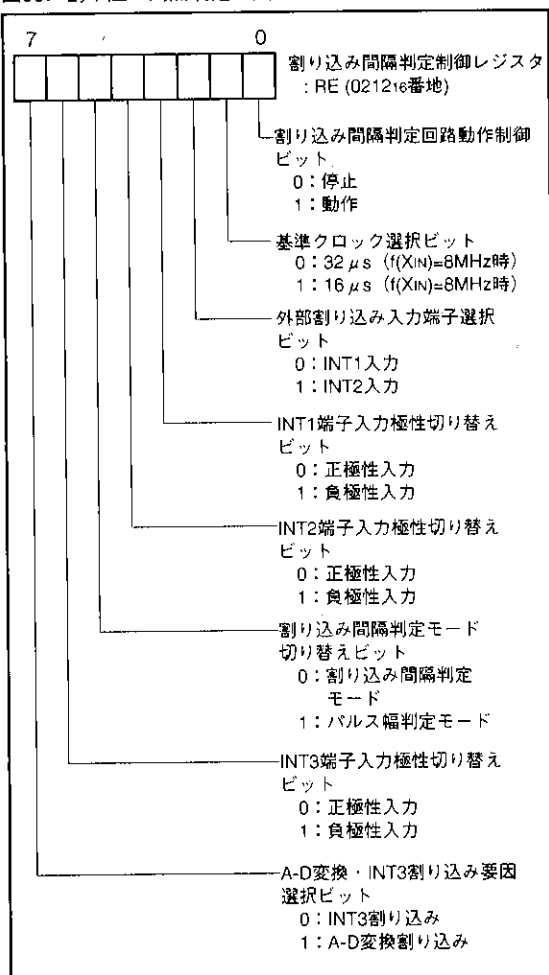 7 0
割り込み間隔判定制御レジスタ
: RE (021216番地)
割り込み間隔判定回路動作制御
ビット
0：停止
1：動作
基準クロック選択ビット
0：32 μs (f(XIN)=8MHz時)
1：16 μs (f(XIN)=8MHz時)
外部割り込み入力端子選択
ビット
0：INT1入力
1：INT2入力
INT1端子入力極性切り替え
ビット
0：正極性入力
1：負極性入力
INT2端子入力極性切り替え
ビット
0：正極性入力
1：負極性入力
割り込み間隔判定モード
切り替えビット
0：割り込み間隔判定
モード
1：パルス幅判定モード
INT3端子入力極性切り替え
ビット
0：正極性入力
1：負極性入力
A-D変換・INT3割り込み要因
選択ビット
0：INT3割り込み
1：A-D変換割り込み